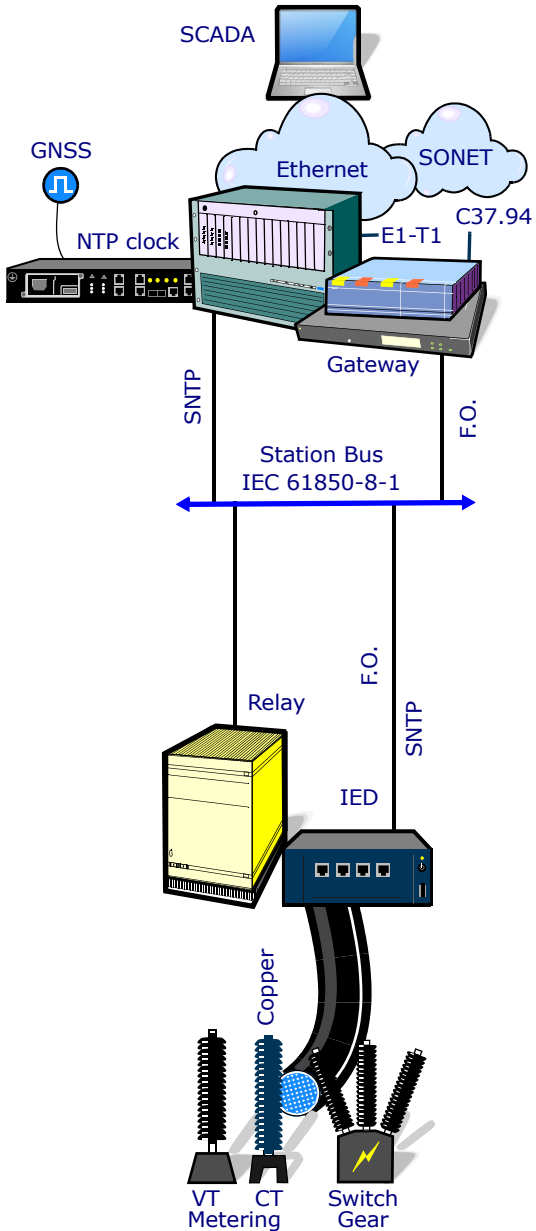 SCADA
GNSS
Ethernet
SONET
C37.94
NTP clock
E1-T1
Gateway
SNTP
F.O.
Station Bus
IEC 61850-8-1
F.O.
Relay
SNTP
IED
Copper
VT CT
Metering
Switch
Gear